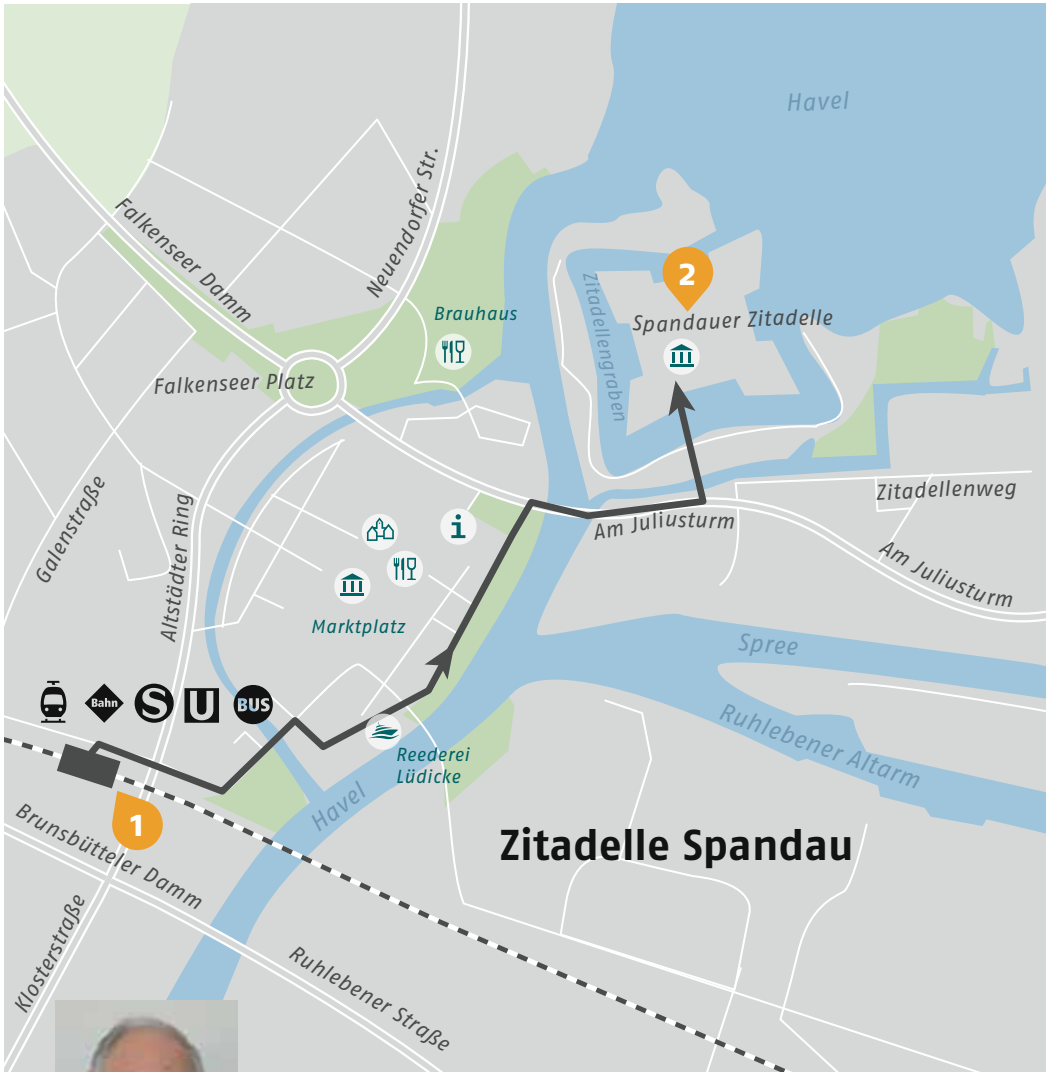 Havel
Neuendorfer Str.
Falkenseer Damm
2
Brauhaus
Zitadellengraben
Spandauer Zitadelle
Falkenseer Platz
Galenstraße
Altstädter Ring
i
Zitadellenweg
Am Juliusturm
Am Juliusturm
Marktplatz
Spree
Bahn
S
U
BUS
Ruhlebener Altarm
Reederei
Lüdicke
Havel
1
Brunsbütteler Damm
Zitadelle Spandau
Klosterstraße
Ruhlebener Straße